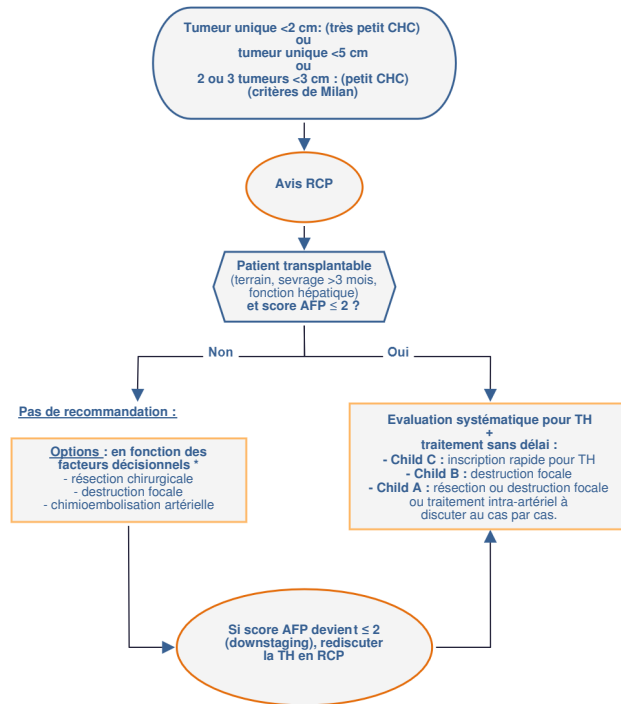 Tumeur unique <2 cm: (très petit CHC)
ou
tumeur unique <5 cm
ou
2 ou 3 tumeurs <3 cm : (petit CHC)
(critères de Milan)
Avis RCP
Patient transplantable
(terrain, sevrage >3 mois,
fonction hépatique)
et score AFP ≤ 2 ?
Non
Oui
Pas de recommandation :
Options : en fonction des
facteurs décisionnels *
- résection chirurgicale
- destruction focale
- chimioembolisation artérielle
Evaluation systématique pour TH
+
traitement sans délai :
- Child C : inscription rapide pour TH
- Child B : destruction focale
- Child A : résection ou destruction focale
ou traitement intra-artériel à
discuter au cas par cas.
Si score AFP devient ≤ 2
(downstaging), rediscuter
la TH en RCP